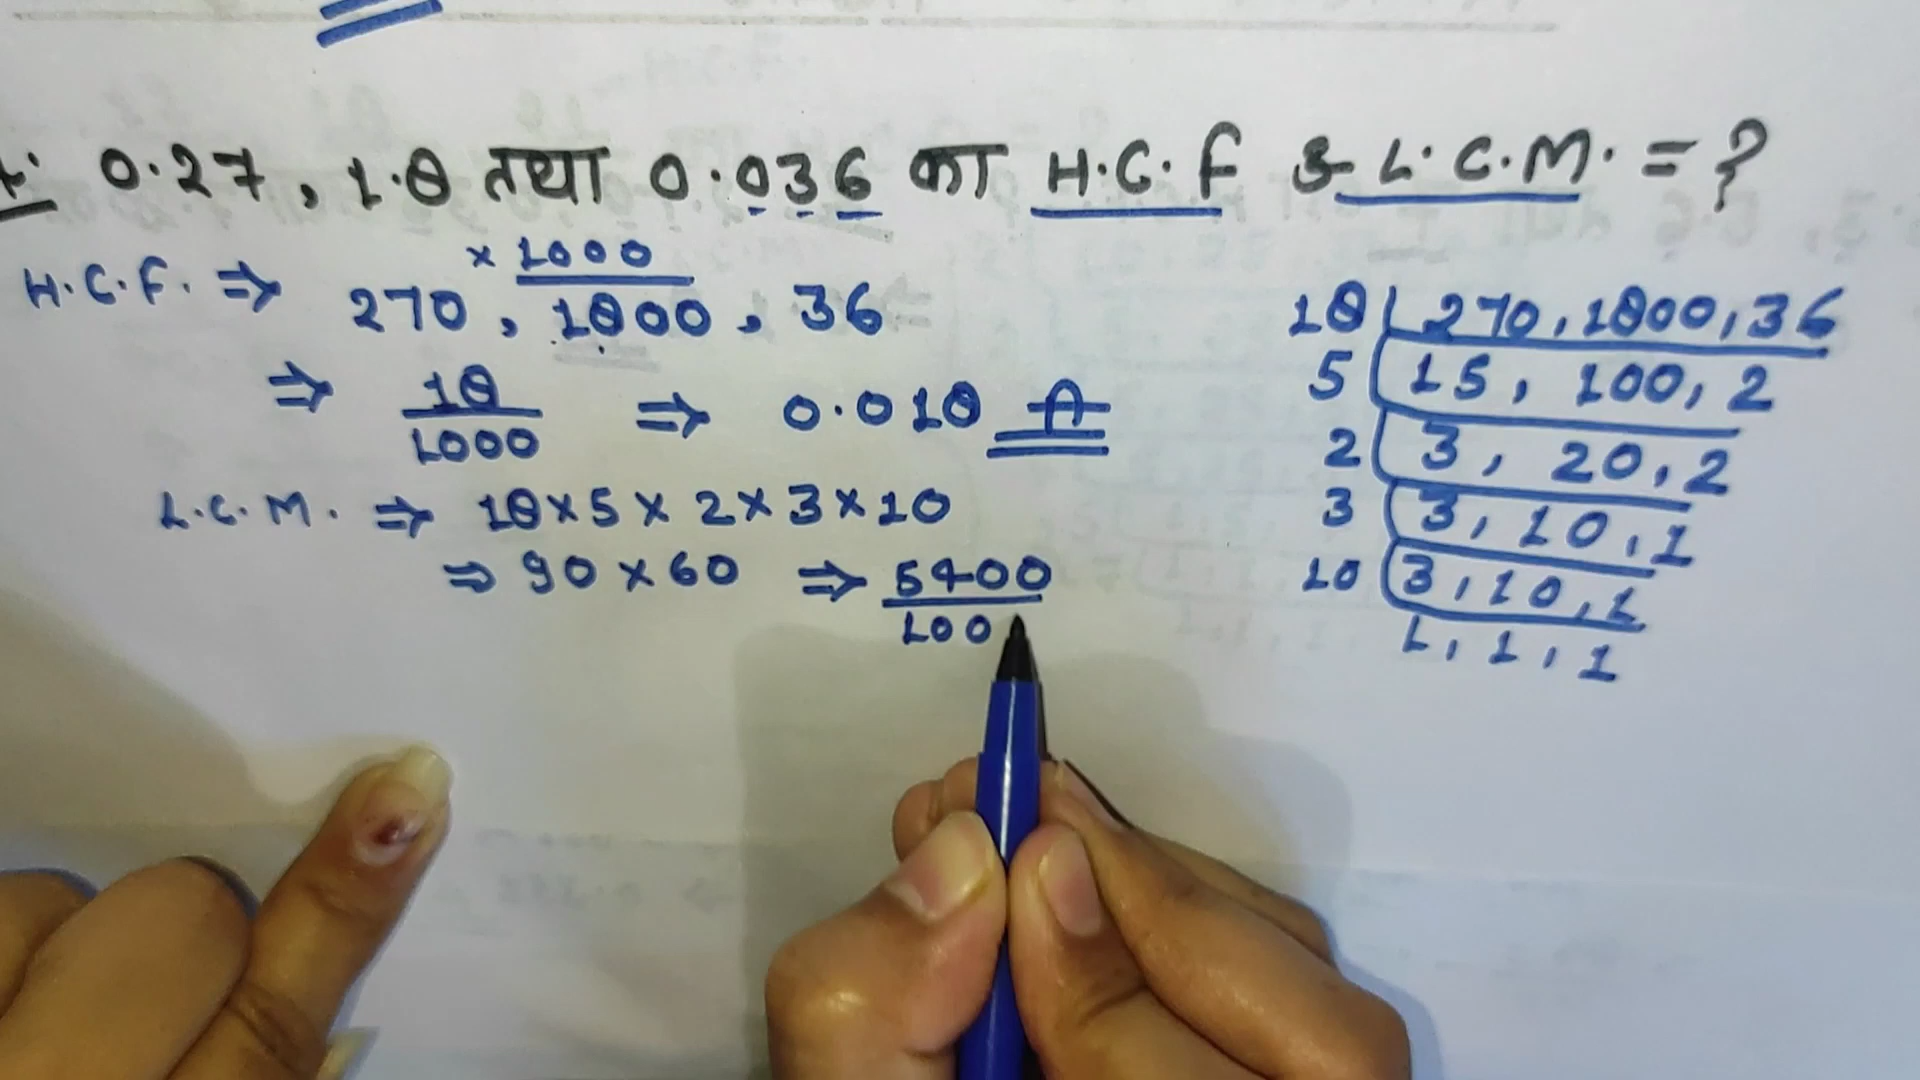 0.27, 1.8 तथा 0.036 का H.C.F & L.C.M. = ?
×1000
H.C.F. ⇒ 270, 1800, 36
⇒ 18/1000 ⇒ 0.018 A
L.C.M. ⇒ 18×5×2×3×10
⇒ 90×60 ⇒ 5400/100
18 270, 1800, 36
5 15, 100, 2
2 3, 20, 2
3 3, 10, 1
10 3, 10, 1
1, 1, 1